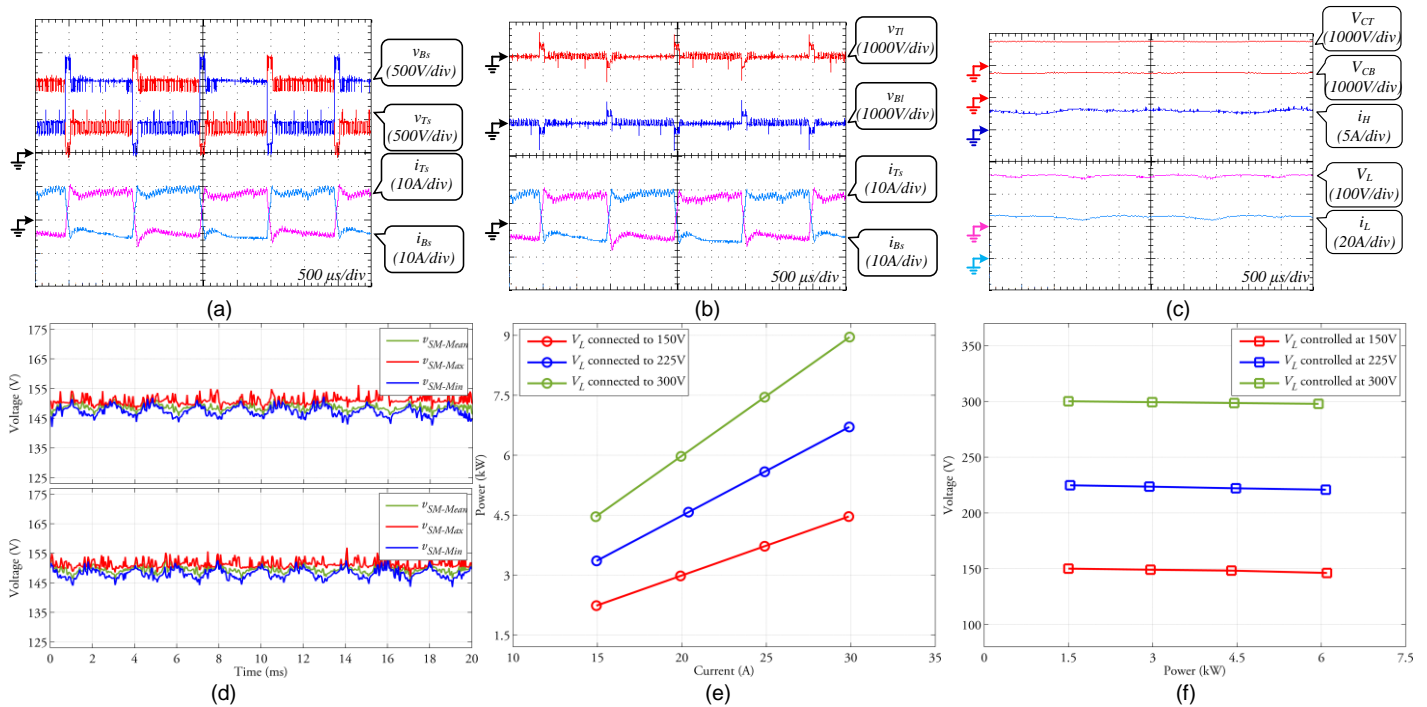 v_Bs
(500V/div)
v_Ts
(500V/div)
i_Ts
(10A/div)
i_Bs
(10A/div)
500 μs/div
(a)
v_Tl
(1000V/div)
v_Bl
(1000V/div)
i_Ts
(10A/div)
i_Bs
(10A/div)
500 μs/div
(b)
V_CT
(1000V/div)
V_CB
(1000V/div)
i_H
(5A/div)
V_L
(100V/div)
i_L
(20A/div)
500 μs/div
(c)
175
165
155
145
135
125
Voltage (V)
v_SM-Mean
v_SM-Max
v_SM-Min
175
165
155
145
135
125
Voltage (V)
v_SM-Mean
v_SM-Max
v_SM-Min
0 2 4 6 8 10 12 14 16 18 20
Time (ms)
(d)
9
7.5
6
4.5
3
1.5
Power (kW)
V_L connected to 150V
V_L connected to 225V
V_L connected to 300V
10 15 20 25 30 35
Current (A)
(e)
350
300
250
200
150
100
Voltage (V)
V_L controlled at 150V
V_L controlled at 225V
V_L controlled at 300V
0 1.5 3 4.5 6 7.5
Power (kW)
(f)